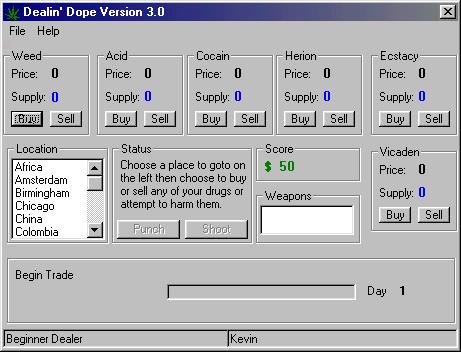 Dealin' Dope Version 3.0
File Help
Weed Acid Cocain Herion Ecstacy
Price: 0 Price: 0 Price: 0 Price: 0 Price: 0
Supply: 0 Supply: 0 Supply: 0 Supply: 0 Supply: 0
Buy Sell Buy Sell Buy Sell Buy Sell Buy Sell
Location
Africa
Amsterdam
Birmingham
Chicago
China
Colombia
Status
Choose a place to goto on
the left then choose to buy
or sell any of your drugs or
attempt to harm them.
Punch Shoot
Score
$ 50
Weapons
Vicaden
Price: 0
Supply: 0
Buy Sell
Begin Trade
Day 1
Beginner Dealer Kevin